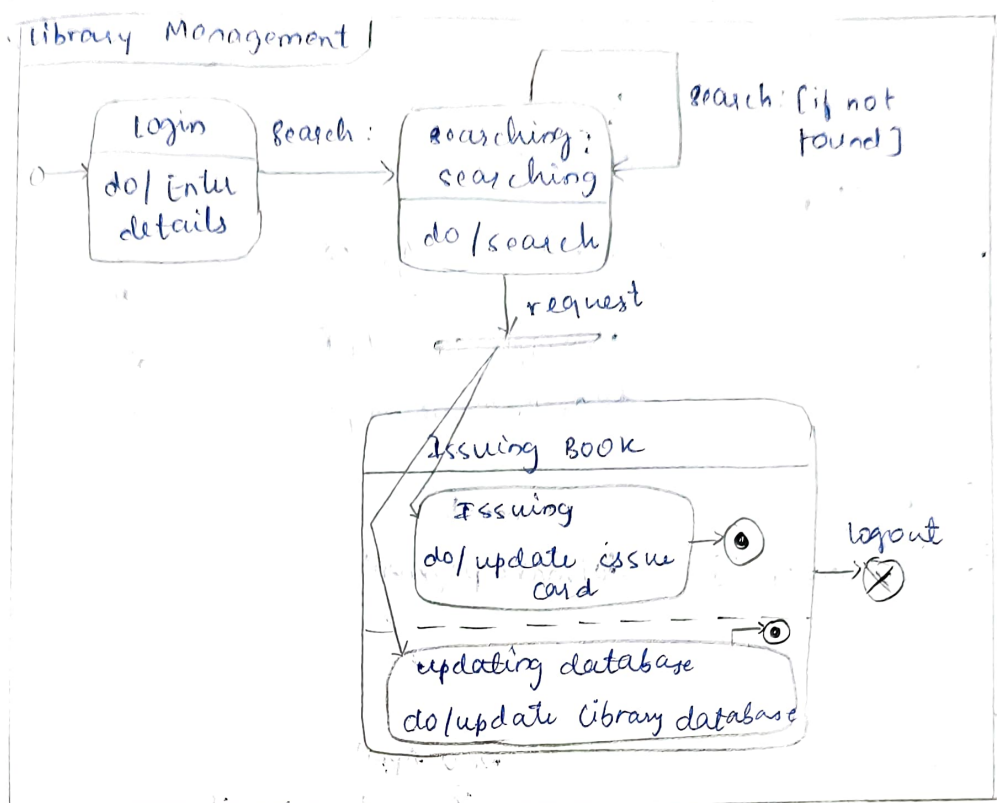 Library Management
Login
do/ Enter
details
search:
searching:
searching
do/search
search: [if not
found]
request
Issuing BOOK
Issuing
do/update issue
card
logout
updating database
do/update library database